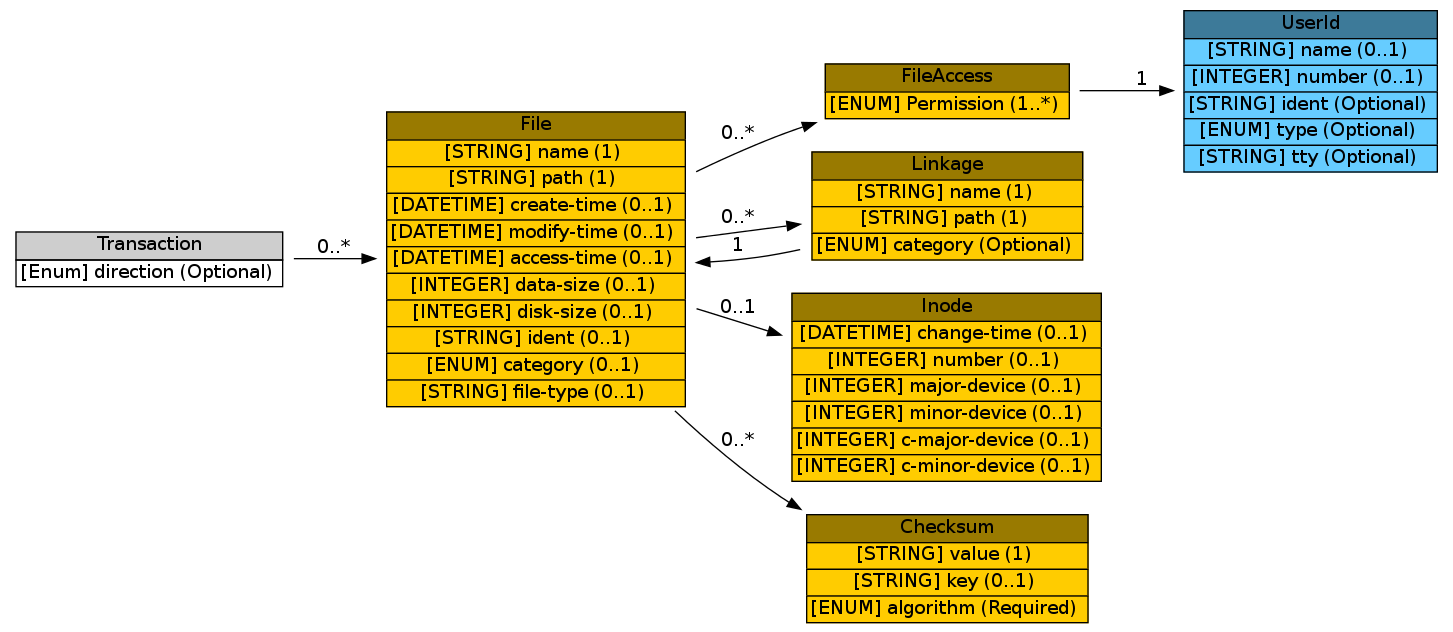 Transaction
[Enum] direction (Optional)
0..*
File
[STRING] name (1)
[STRING] path (1)
[DATETIME] create-time (0..1)
[DATETIME] modify-time (0..1)
[DATETIME] access-time (0..1)
[INTEGER] data-size (0..1)
[INTEGER] disk-size (0..1)
[STRING] ident (0..1)
[ENUM] category (0..1)
[STRING] file-type (0..1)
0..*
0..*
1
0..1
0..*
FileAccess
[ENUM] Permission (1..*)
1
UserId
[STRING] name (0..1)
[INTEGER] number (0..1)
[STRING] ident (Optional)
[ENUM] type (Optional)
[STRING] tty (Optional)
Linkage
[STRING] name (1)
[STRING] path (1)
[ENUM] category (Optional)
Inode
[DATETIME] change-time (0..1)
[INTEGER] number (0..1)
[INTEGER] major-device (0..1)
[INTEGER] minor-device (0..1)
[INTEGER] c-major-device (0..1)
[INTEGER] c-minor-device (0..1)
Checksum
[STRING] value (1)
[STRING] key (0..1)
[ENUM] algorithm (Required)